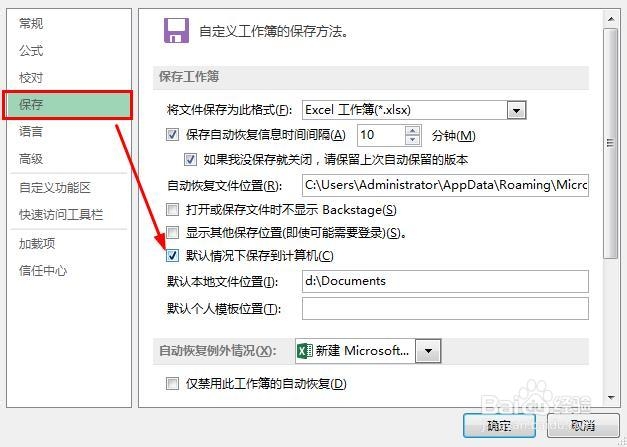 常规
公式
校对
保存
语言
高级
自定义功能区
快速访问工具栏
加载项
信任中心
自定义工作簿的保存方法。
保存工作簿
将文件保存为此格式(F): Excel 工作簿(*.xlsx)
保存自动恢复信息时间间隔(A) 10 分钟(M)
如果我没保存就关闭，请保留上次自动保留的版本
自动恢复文件位置(R): C:\Users\Administrator\AppData\Roaming\Micro
打开或保存文件时不显示 Backstage(S)
显示其他保存位置(即使可能需要登录)(S)。
默认情况下保存到计算机(C)
默认本地文件位置(I): d:\Documents
默认个人模板位置(T):
自动恢复例外情况(X): 新建 Microsoft...
仅禁用此工作簿的自动恢复(D)
确定 取消
Baidu 经验